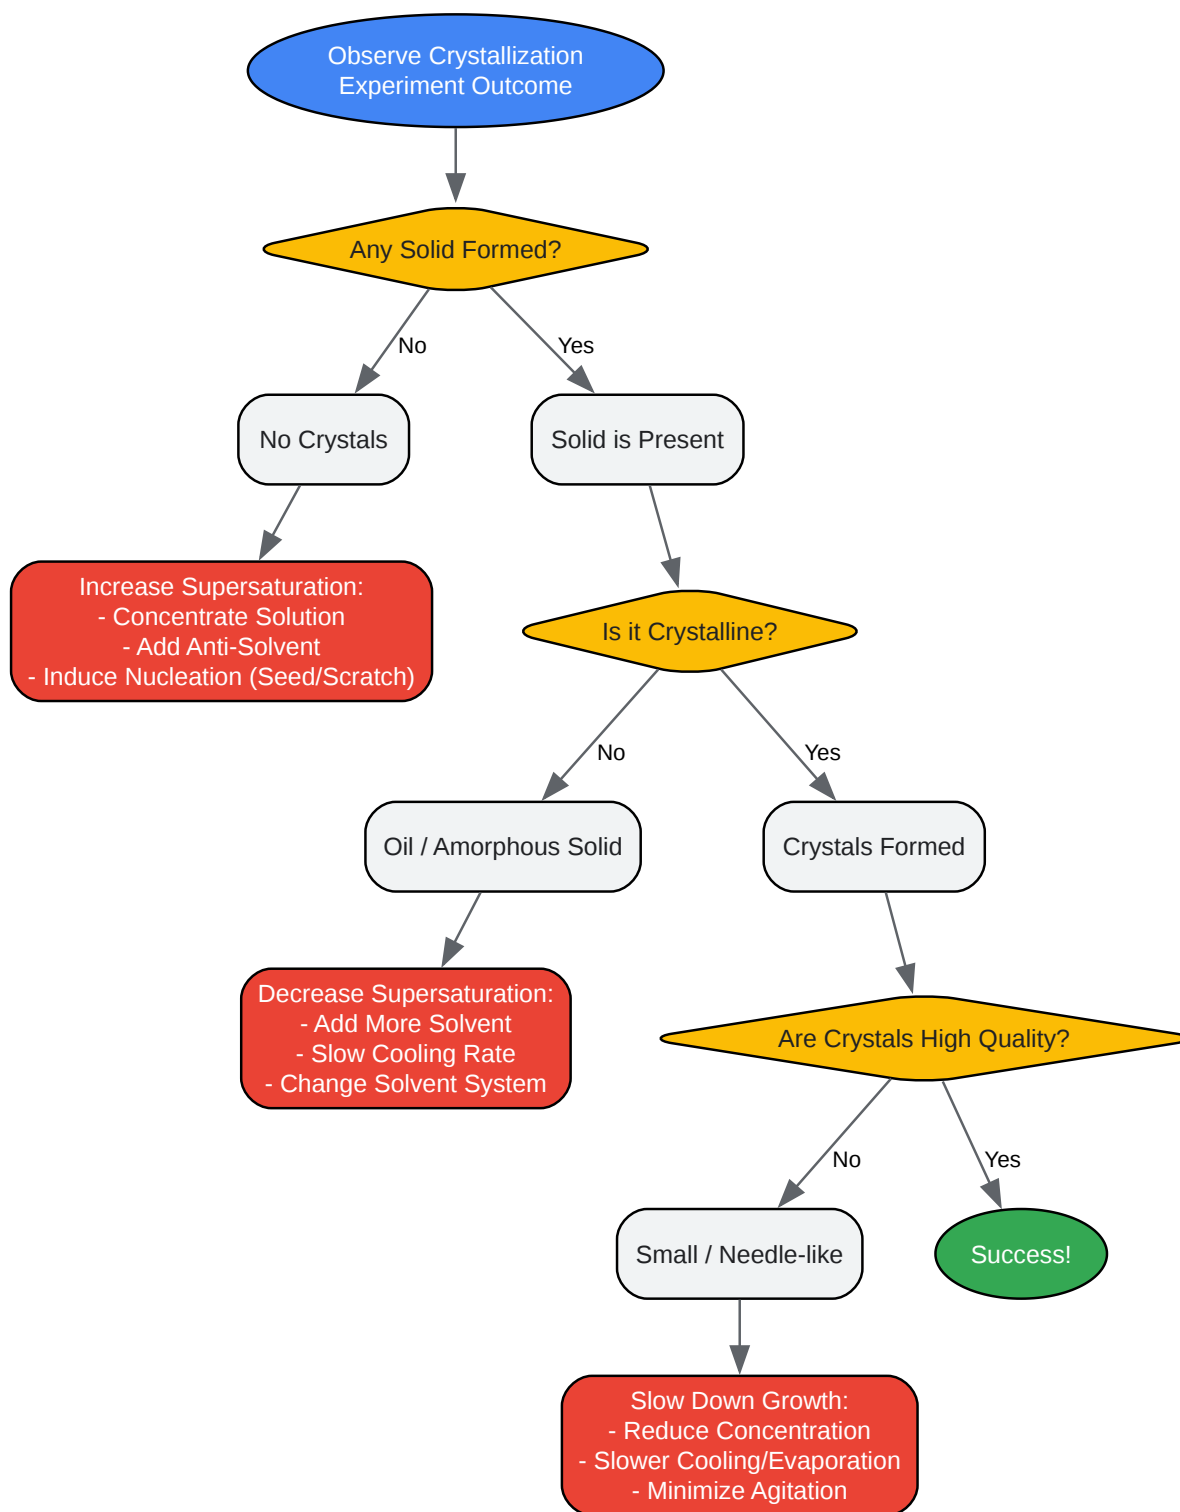 Observe Crystallization
Experiment Outcome
Any Solid Formed?
No
Yes
No Crystals
Solid is Present
Increase Supersaturation:
- Concentrate Solution
- Add Anti-Solvent
- Induce Nucleation (Seed/Scratch)
Is it Crystalline?
No
Yes
Oil / Amorphous Solid
Crystals Formed
Decrease Supersaturation:
- Add More Solvent
- Slow Cooling Rate
- Change Solvent System
Are Crystals High Quality?
No
Yes
Small / Needle-like
Success!
Slow Down Growth:
- Reduce Concentration
- Slower Cooling/Evaporation
- Minimize Agitation